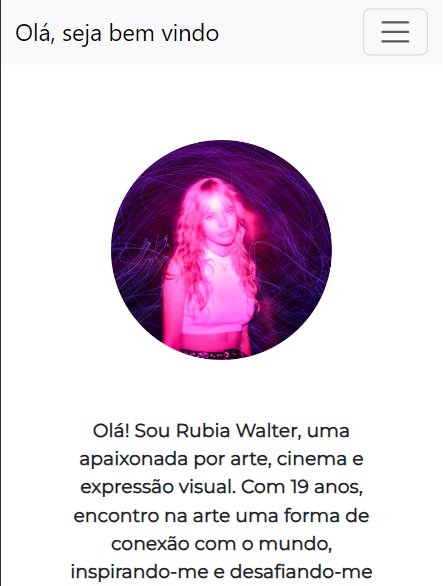 Olá, seja bem vindo
Olá! Sou Rubia Walter, uma
apaixonada por arte, cinema e
expressão visual. Com 19 anos,
encontro na arte uma forma de
conexão com o mundo,
inspirando-me e desafiando-me